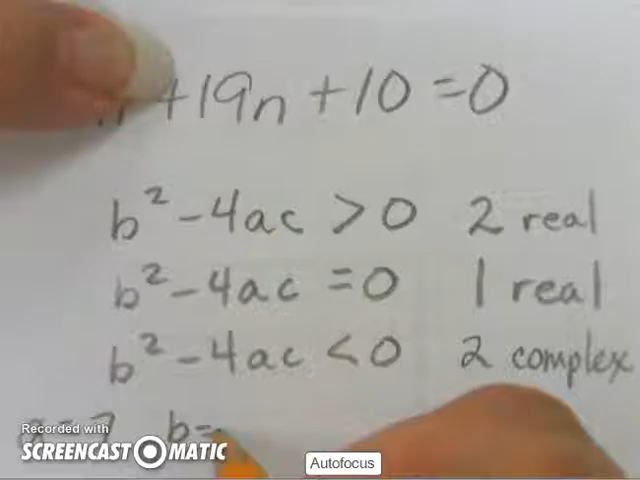 +19n+10=0
b²-4ac>0 2 real
b²-4ac=0 1 real
b²-4ac<0 2 complex
a=7 b=
Recorded with
SCREENCAST-O-MATIC
Autofocus